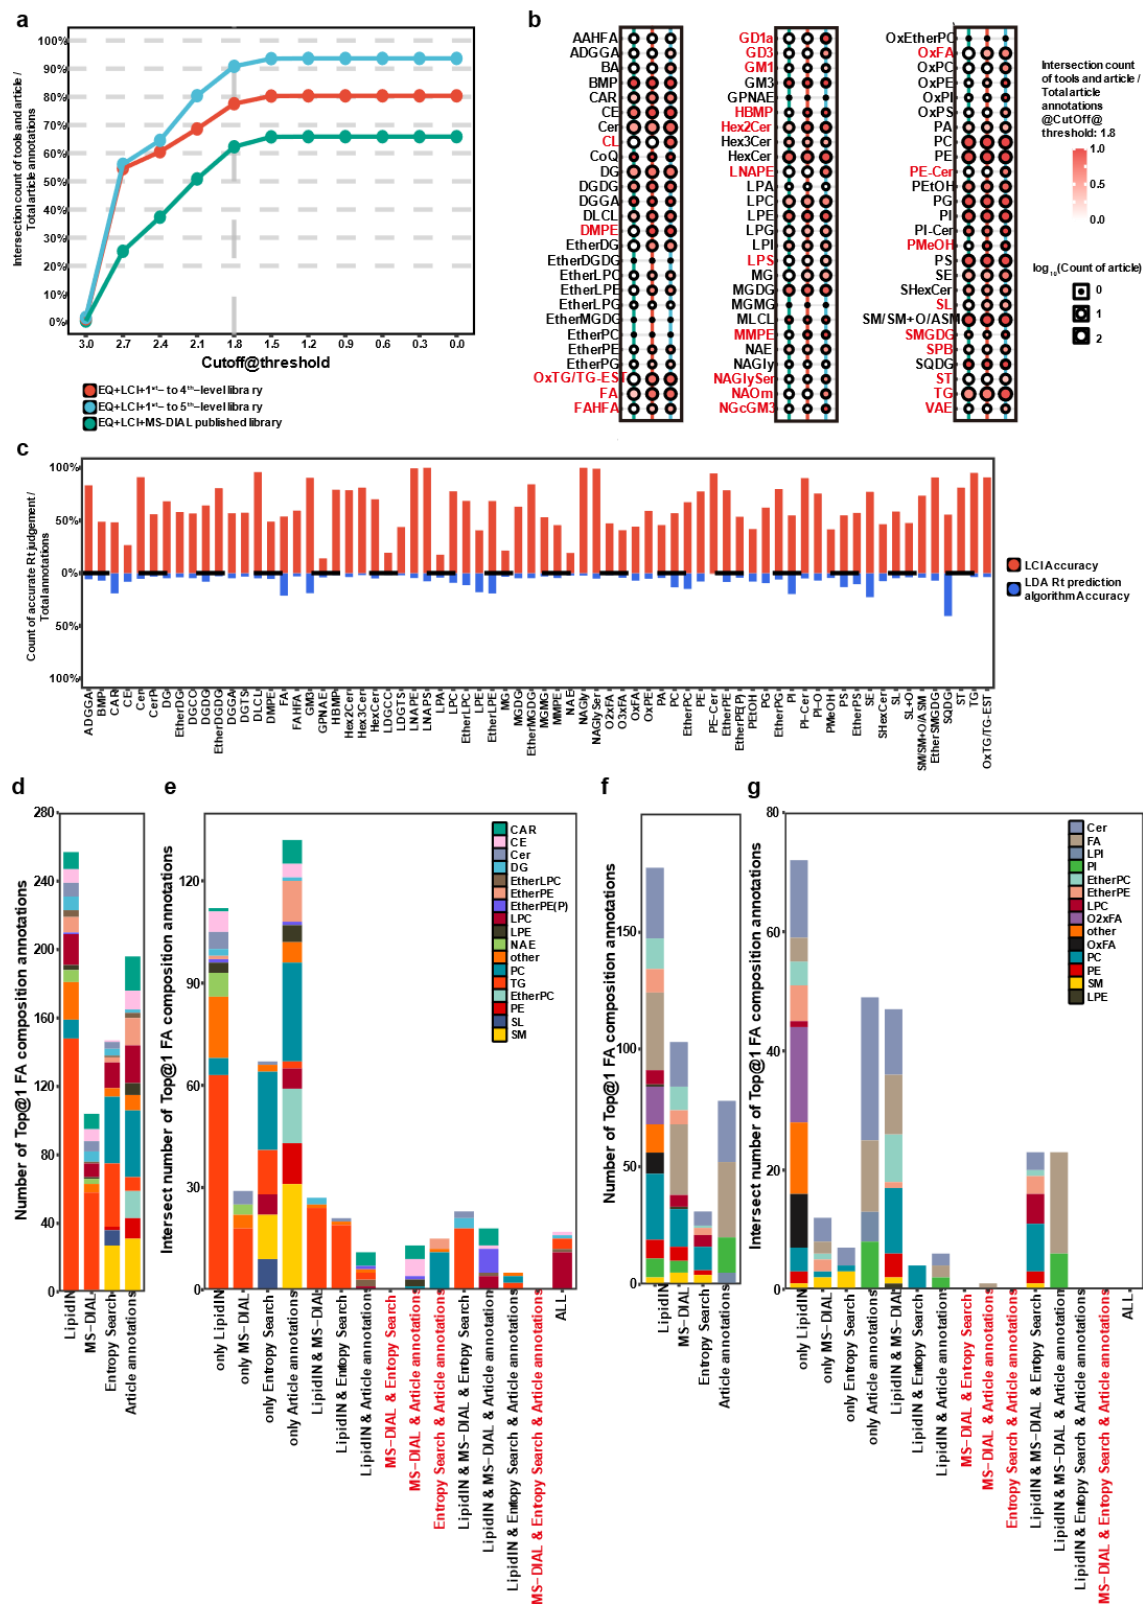 a
100%
90%
80%
70%
60%
50%
40%
30%
20%
10%
0%
Intersection count of tools and article /
Total article annotations
3.0 2.7 2.4 2.1 1.8 1.5 1.2 0.9 0.6 0.3 0.0
Cutoff@threshold
EQ+LCI+1st– to 4th–level library
EQ+LCI+1st– to 5th–level library
EQ+LCI+MS-DIAL published library
b
AAHFA
ADGGA
BA
BMP
CAR
CE
Cer
CL
CoQ
DG
DGDG
DGGA
DLCL
DMPE
EtherDG
EtherDGDG
EtherLPC
EtherLPE
EtherLPG
EtherMGDG
EtherPC
EtherPE
EtherPG
OxTG/TG-EST
FA
FAHFA
GD1a
GD3
GM1
GM3
GPNAE
HBMP
Hex2Cer
Hex3Cer
HexCer
LNAPE
LPA
LPC
LPE
LPG
LPI
LPS
MG
MGDG
MGMG
MLCL
MMPE
NAE
NAGly
NAGlySer
NAOrn
NGcGM3
OxEtherPC
OxFA
OxPC
OxPE
OxPI
OxPS
PA
PC
PE
PE-Cer
PEtOH
PG
PI
PI-Cer
PMeOH
PS
SE
SHexCer
SL
SM/SM+O/ASM
SMGDG
SPB
SQDG
ST
TG
VAE
Intersection count
of tools and article /
Total article
annotations
@CutOff@
threshold: 1.8
1.0
0.5
0.0
log10(Count of article)
0
1
2
c
100%
50%
0%
50%
100%
Count of accurate Rt judgement /
Total annotations
LCI Accuracy
LDA Rt prediction
algorithm Accuracy
ADGGA BMP CAR CE Cer CerP DG EtherDG DGCC DGDG EtherDGDG DGGA DGTS DLCL DMPE FA FAHFA GM3 GPNAE HBMP Hex2Cer Hex3Cer HexCer LDGCC LDGTS LNAPE LNAPS LPA LPC EtherLPC LPE EtherLPE MG MGDG EtherMGDG MGMG MMPE NAE NAGly NAGlySer O2xFA O3xFA OxFA OxPE PA PC EtherPC PE PE-Cer EtherPE EtherPE(P) PEtOH PG EtherPG PI PI-Cer PI-O PMeOH PS EtherPS SE SHexCer SL SL+O SM/SM+O/ASM EtherSMGDG SQDG ST TG OxTG/TG-EST
d
280
240
200
160
120
80
40
0
Number of Top@1 FA composition annotations
LipidIN
MS-DIAL
Entropy Search
Article annotations
e
120
90
60
30
0
Intersect number of Top@1 FA composition annotations
CAR
CE
Cer
DG
EtherLPC
EtherPE
EtherPE(P)
LPC
LPE
NAE
other
PC
TG
EtherPC
PE
SL
SM
only LipidIN
only MS-DIAL
only Entropy Search
only Article annotations
LipidIN & MS-DIAL
LipidIN & Entropy Search
LipidIN & Article annotations
MS-DIAL & Entropy Search
MS-DIAL & Article annotations
Entropy Search & Article annotations
LipidIN & MS-DIAL & Entropy Search
LipidIN & MS-DIAL & Article annotations
LipidIN & Entropy Search & Article annotations
MS-DIAL & Entropy Search & Article annotations
ALL
f
150
100
50
0
Number of Top@1 FA composition annotations
LipidIN
MS-DIAL
Entropy Search
Article annotations
g
80
60
40
20
0
Intersect number of Top@1 FA composition annotations
Cer
FA
LPI
PI
EtherPC
EtherPE
LPC
O2xFA
other
OxFA
PC
PE
SM
LPE
only LipidIN
only MS-DIAL
only Entropy Search
only Article annotations
LipidIN & MS-DIAL
LipidIN & Entropy Search
LipidIN & Article annotations
MS-DIAL & Entropy Search
MS-DIAL & Article annotations
Entropy Search & Article annotations
LipidIN & MS-DIAL & Entropy Search
LipidIN & MS-DIAL & Article annotation
LipidIN & Entropy Search & Article annotations
MS-DIAL & Entropy Search & Article annotations
ALL